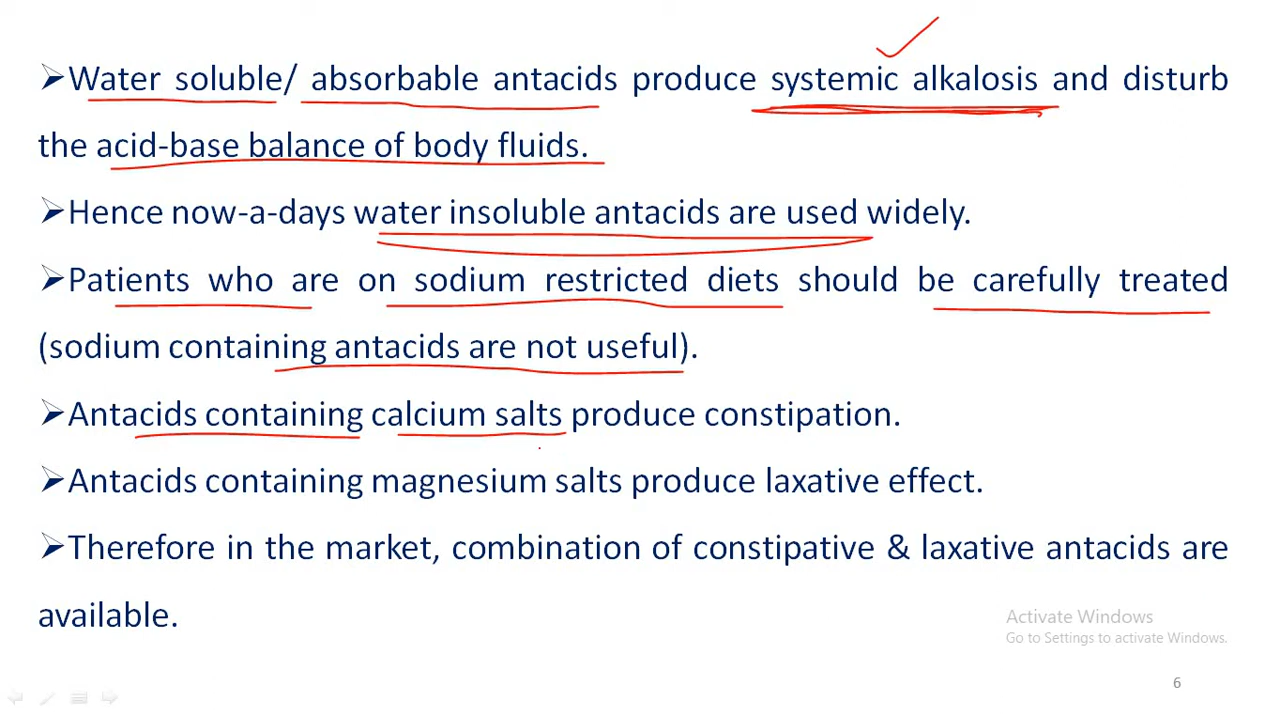 ➢Water soluble/ absorbable antacids produce systemic alkalosis and disturb
the acid-base balance of body fluids.
➢Hence now-a-days water insoluble antacids are used widely.
➢Patients who are on sodium restricted diets should be carefully treated
(sodium containing antacids are not useful).
➢Antacids containing calcium salts produce constipation.
➢Antacids containing magnesium salts produce laxative effect.
➢Therefore in the market, combination of constipative & laxative antacids are
available.
Activate Windows
Go to Settings to activate Windows.
6